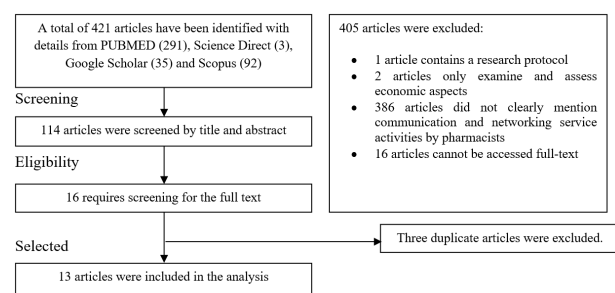 A total of 421 articles have been identified with
details from PUBMED (291), Science Direct (3),
Google Scholar (35) and Scopus (92)
Screening
114 articles were screened by title and abstract
Eligibility
16 requires screening for the full text
Selected
13 articles were included in the analysis
405 articles were excluded:
• 1 article contains a research protocol
• 2 articles only examine and assess
economic aspects
• 386 articles did not clearly mention
communication and networking service
activities by pharmacists
• 16 articles cannot be accessed full-text
Three duplicate articles were excluded.